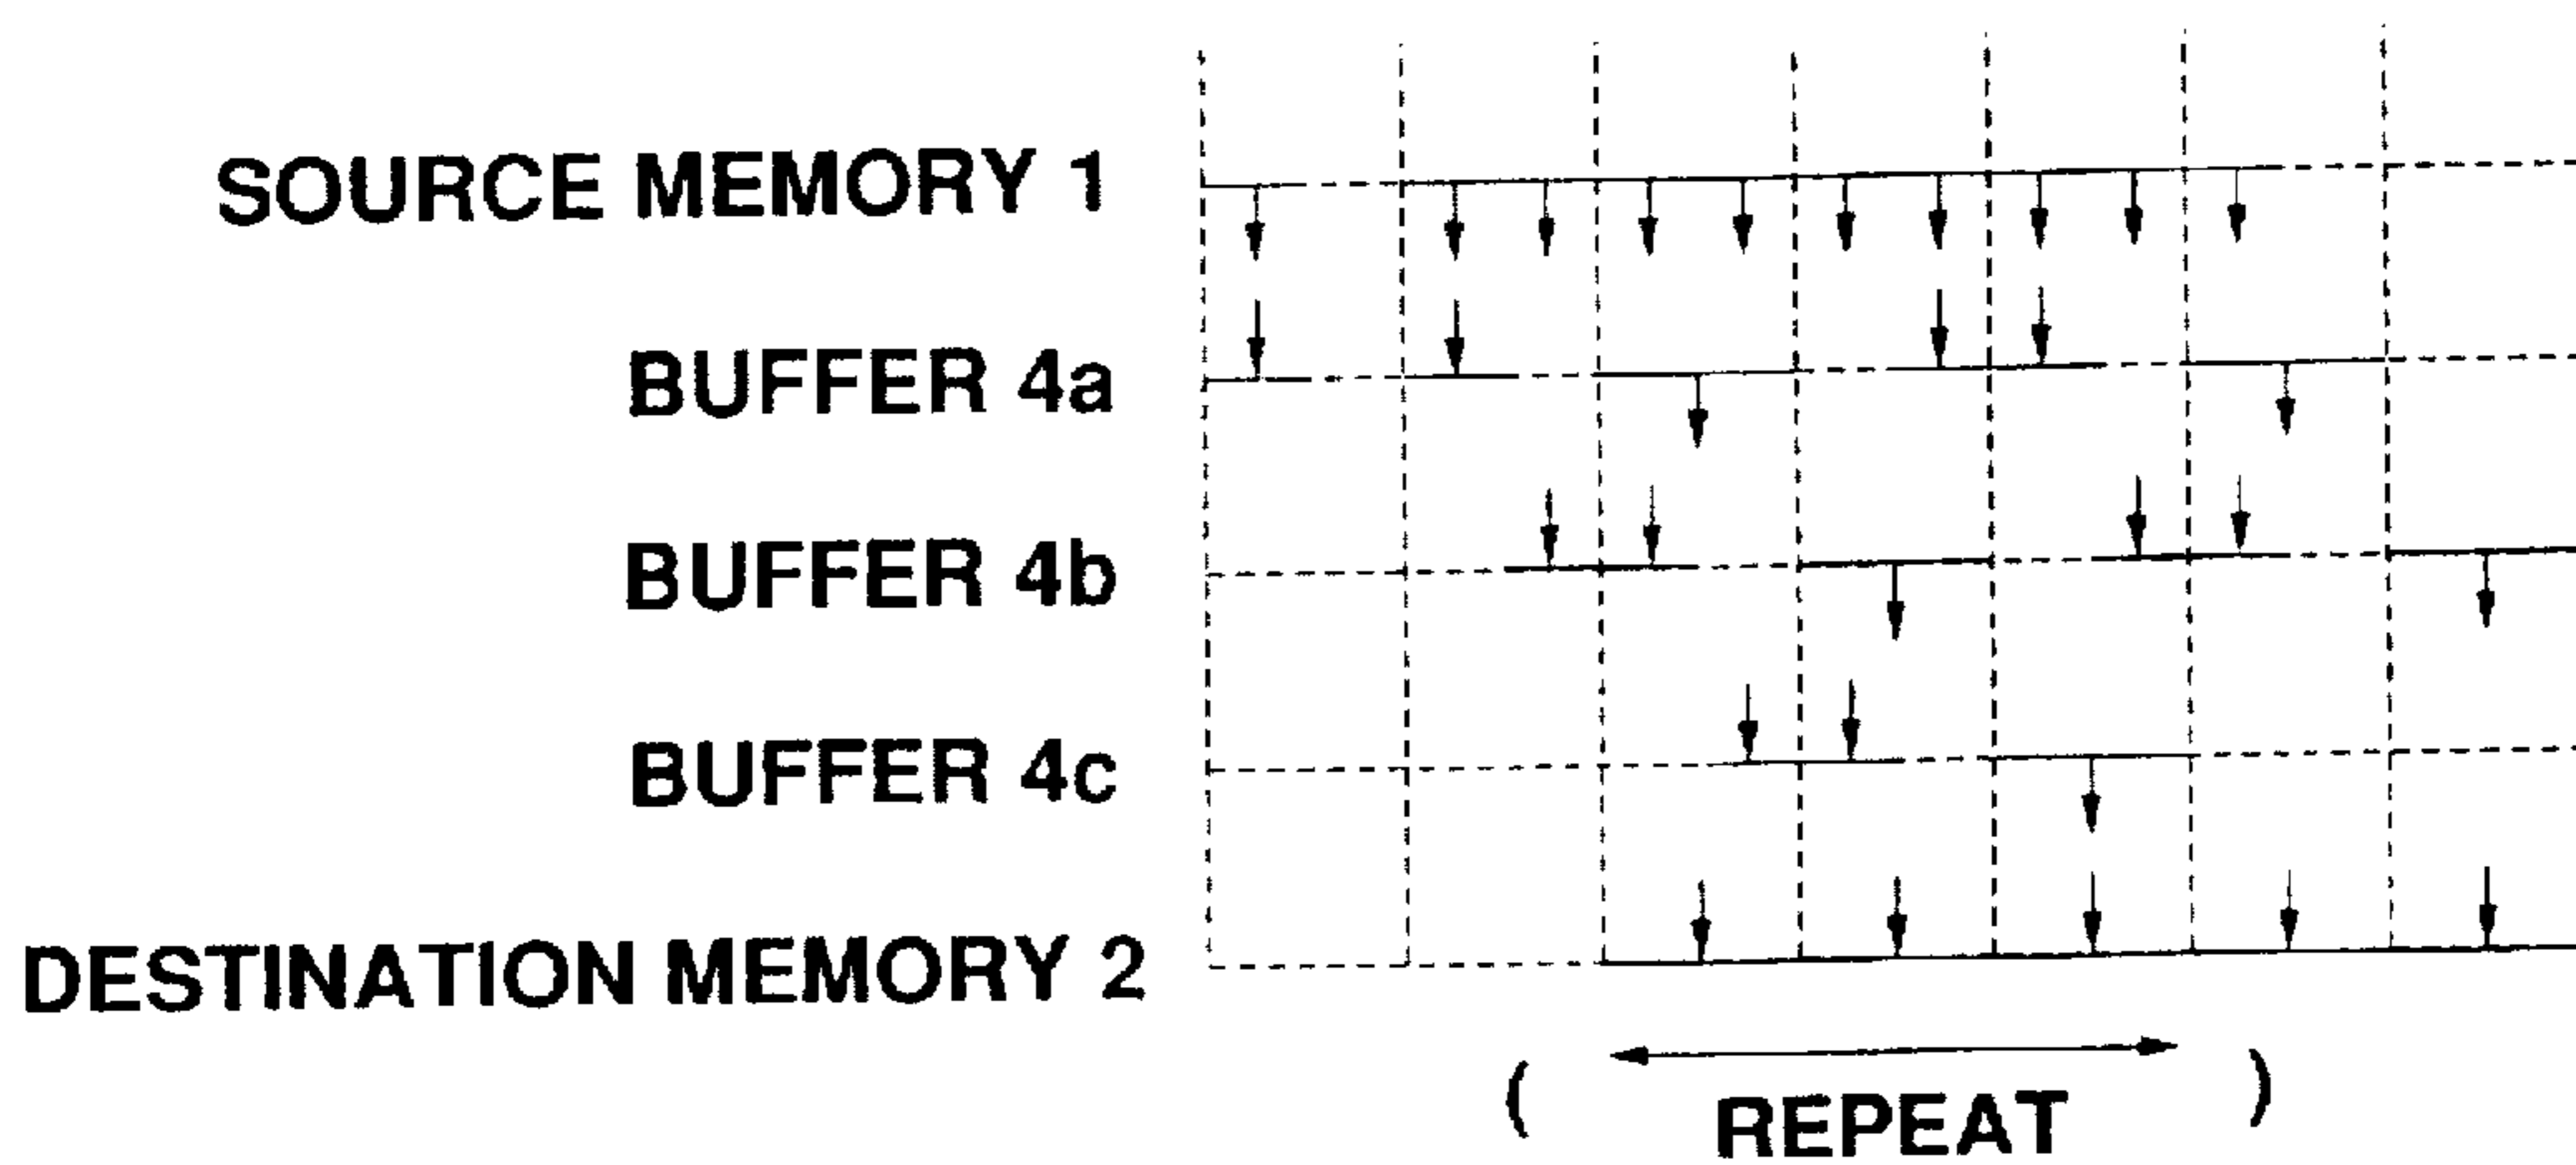 SOURCE MEMORY 1
BUFFER 4a
BUFFER 4b
BUFFER 4c
DESTINATION MEMORY 2
( REPEAT )